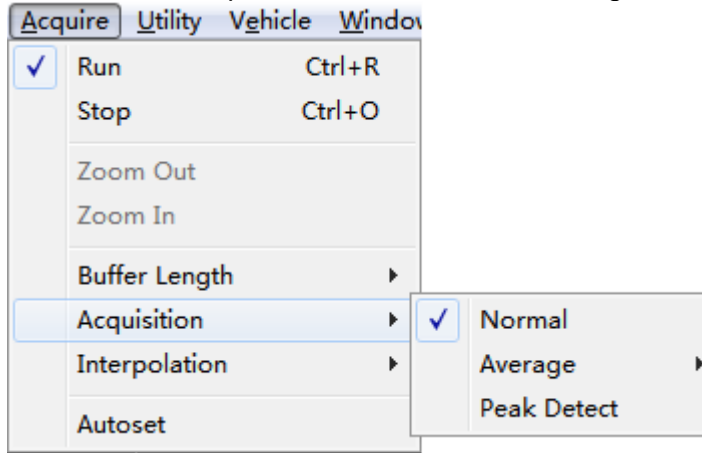 Acquire Utility Vehicle Window
Run Ctrl+R
Stop Ctrl+O
Zoom Out
Zoom In
Buffer Length
Acquisition
Normal
Interpolation
Average
Peak Detect
Autoset